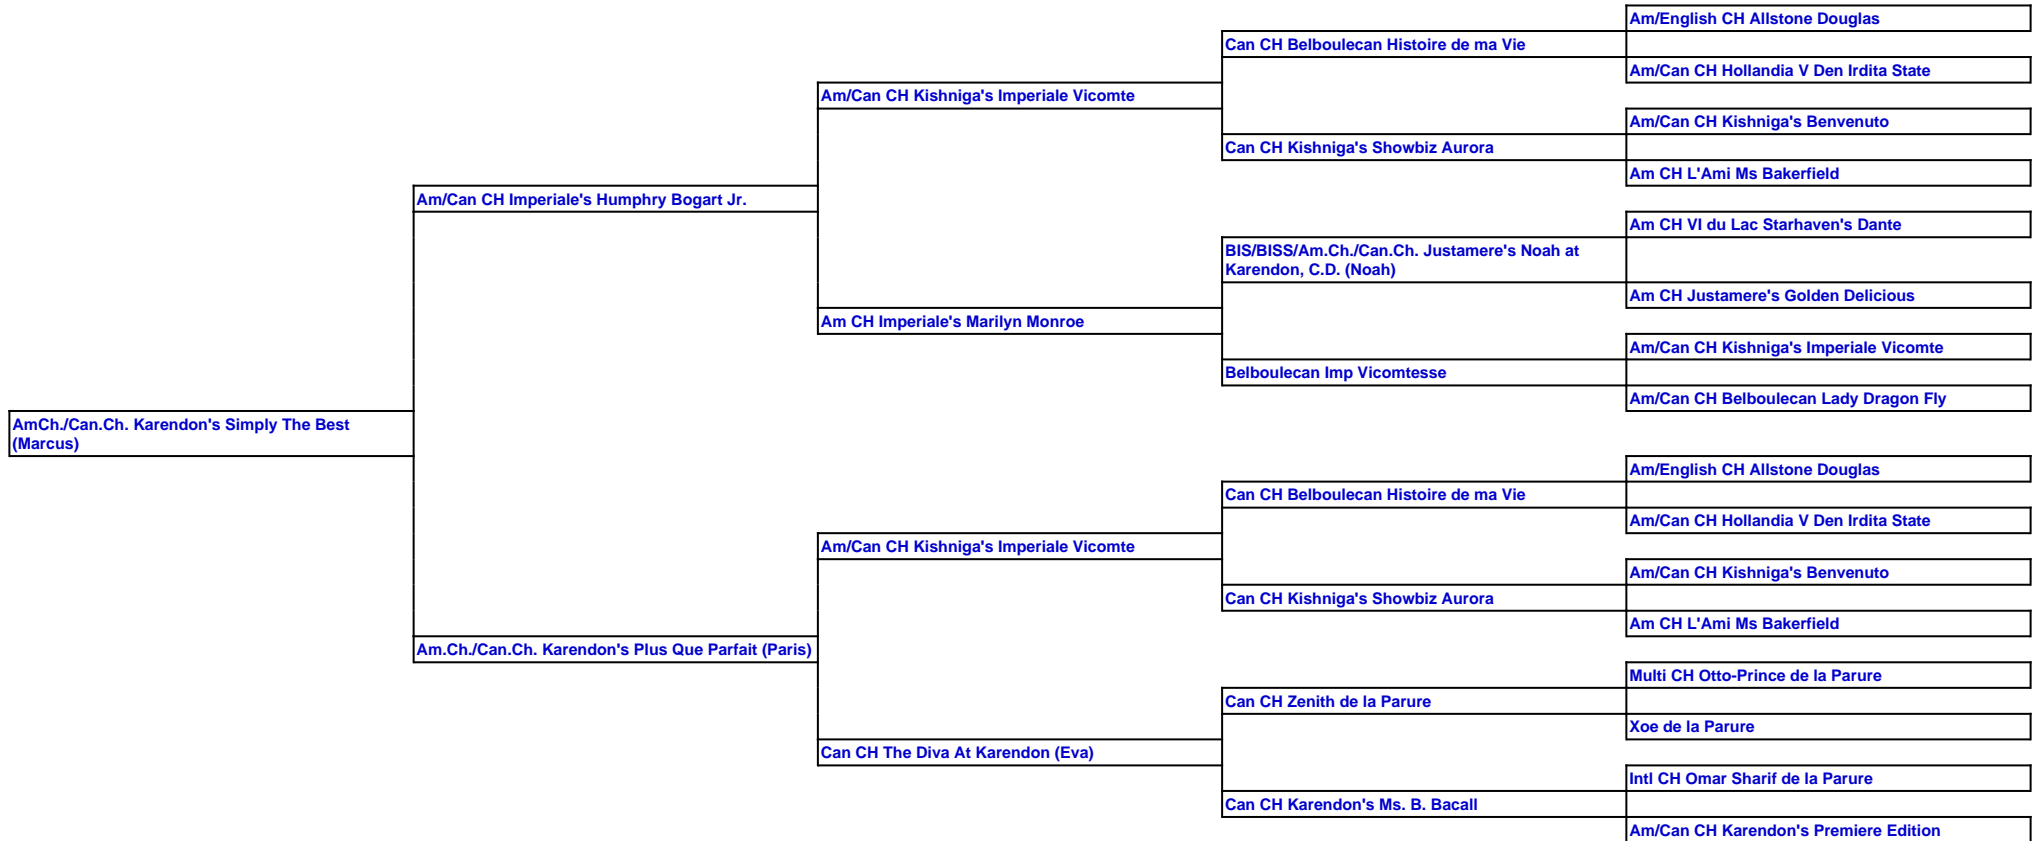 Am/English CH Allstone Douglas
Can CH Belboulecan Histoire de ma Vie
Am/Can CH Hollandia V Den Irdita State
Am/Can CH Kishniga's Imperiale Vicomte
Am/Can CH Kishniga's Benvenuto
Can CH Kishniga's Showbiz Aurora
Am CH L'Ami Ms Bakerfield
Am/Can CH Imperiale's Humphry Bogart Jr.
Am CH VI du Lac Starhaven's Dante
BIS/BISS/Am.Ch./Can.Ch. Justamere's Noah at
Karendon, C.D. (Noah)
Am CH Justamere's Golden Delicious
Am CH Imperiale's Marilyn Monroe
Am/Can CH Kishniga's Imperiale Vicomte
Belboulecan Imp Vicomtesse
Am/Can CH Belboulecan Lady Dragon Fly
AmCh./Can.Ch. Karendon's Simply The Best
(Marcus)
Am/English CH Allstone Douglas
Can CH Belboulecan Histoire de ma Vie
Am/Can CH Hollandia V Den Irdita State
Am/Can CH Kishniga's Imperiale Vicomte
Am/Can CH Kishniga's Benvenuto
Can CH Kishniga's Showbiz Aurora
Am CH L'Ami Ms Bakerfield
Am.Ch./Can.Ch. Karendon's Plus Que Parfait (Paris)
Multi CH Otto-Prince de la Parure
Can CH Zenith de la Parure
Xoe de la Parure
Can CH The Diva At Karendon (Eva)
Intl CH Omar Sharif de la Parure
Can CH Karendon's Ms. B. Bacall
Am/Can CH Karendon's Premiere Edition